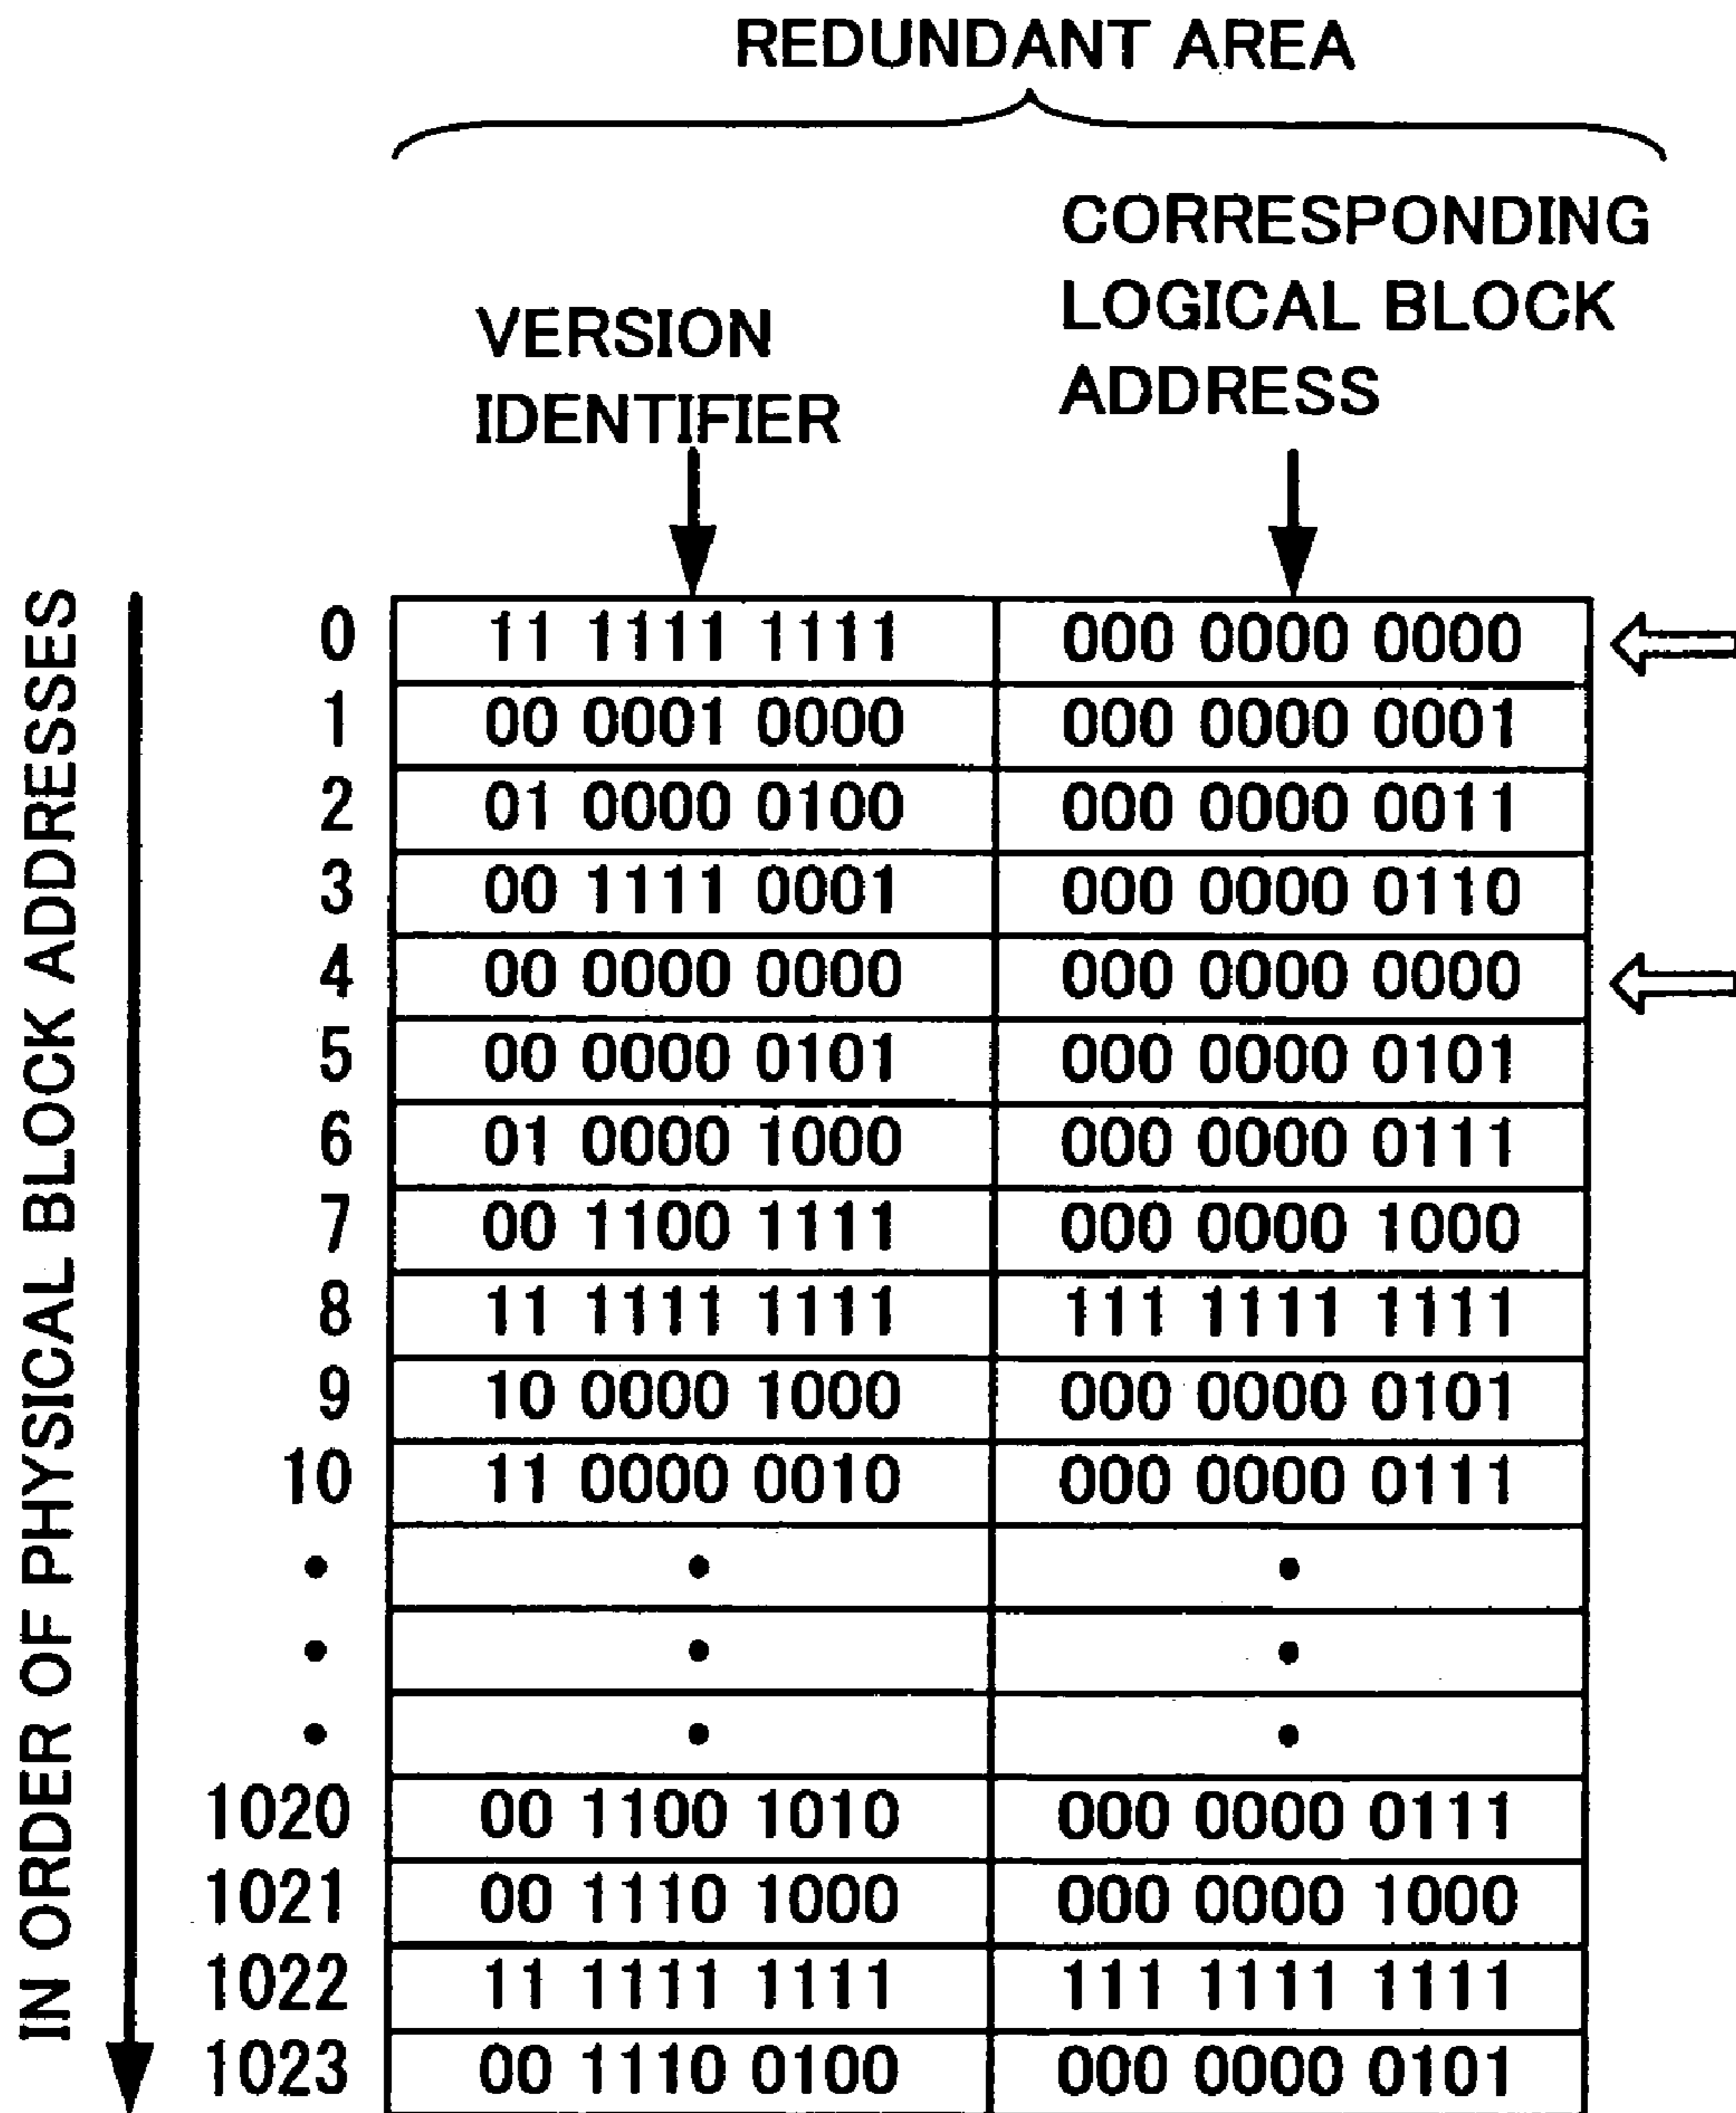 REDUNDANT AREA
VERSION
IDENTIFIER
CORRESPONDING
LOGICAL BLOCK
ADDRESS
IN ORDER OF PHYSICAL BLOCK ADDRESSES
0 11 1111 1111 000 0000 0000
1 00 0001 0000 000 0000 0001
2 01 0000 0100 000 0000 0011
3 00 1111 0001 000 0000 0110
4 00 0000 0000 000 0000 0000
5 00 0000 0101 000 0000 0101
6 01 0000 1000 000 0000 0111
7 00 1100 1111 000 0000 1000
8 11 1111 1111 111 1111 1111
9 10 0000 1000 000 0000 0101
10 11 0000 0010 000 0000 0111
• • •
• • •
• • •
1020 00 1100 1010 000 0000 0111
1021 00 1110 1000 000 0000 1000
1022 11 1111 1111 111 1111 1111
1023 00 1110 0100 000 0000 0101